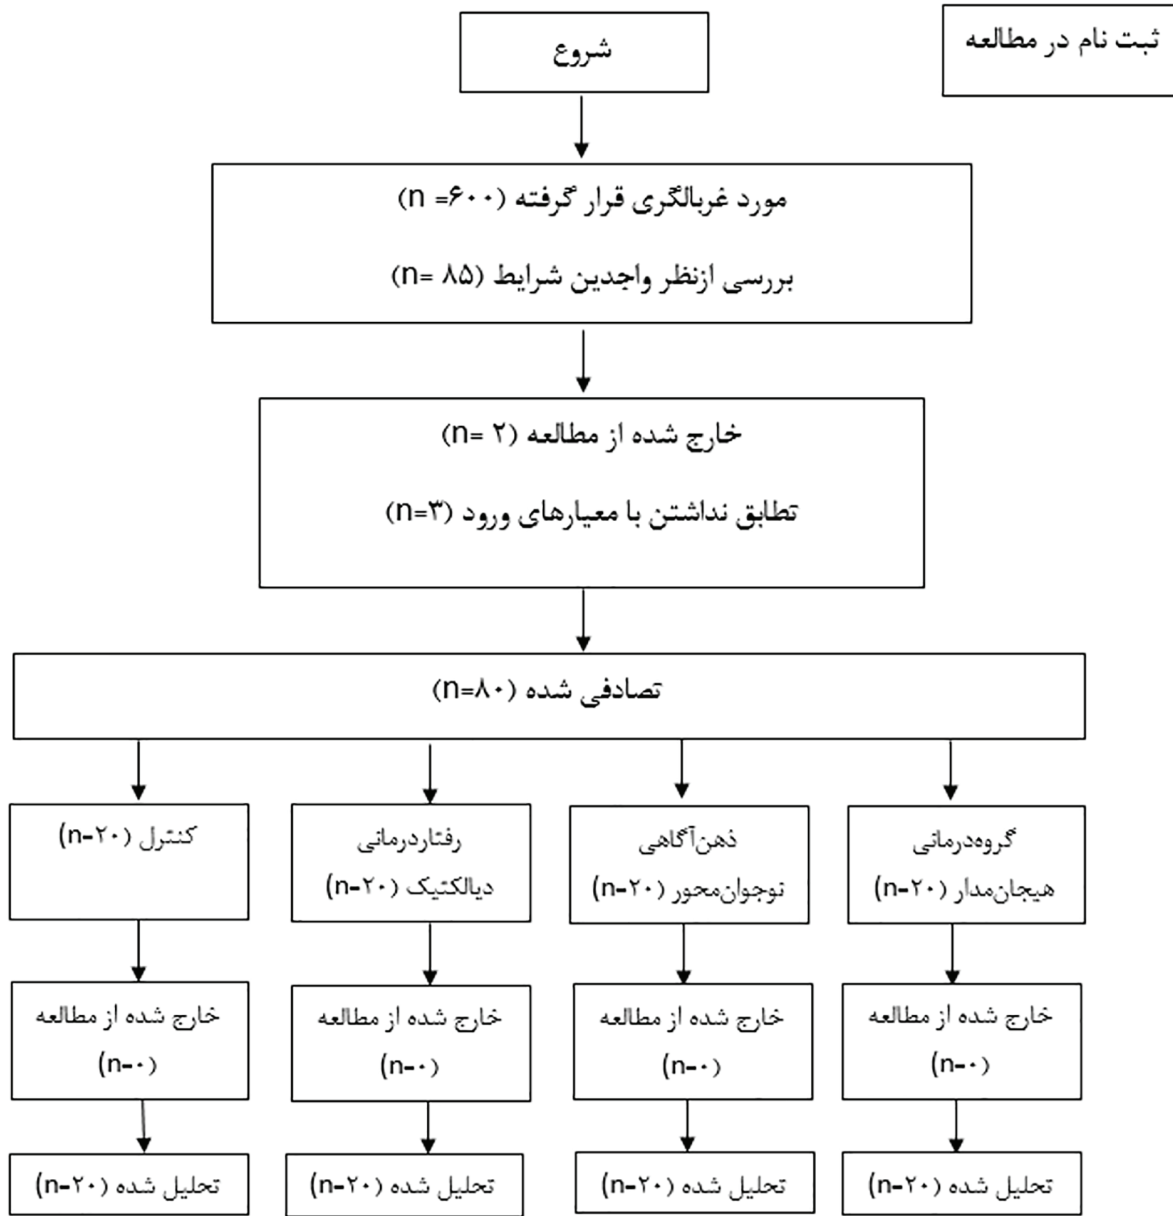 ثبت نام در مطالعه
شروع
مورد غربالگری قرار گرفته (n =۶۰۰)
بررسی ازنظر واجدین شرایط (n= ۸۵)
خارج شده از مطالعه (n= ۲)
تطابق نداشتن با معیارهای ورود (n=۳)
تصادفی شده (n=۸۰)
گروه‌درمانی
هیجان‌مدار (n-۲۰)
ذهن‌آگاهی
نوجوان‌محور (n-۲۰)
رفتاردرمانی
دیالکتیک (n-۲۰)
کنترل (n-۲۰)
خارج شده از مطالعه
(n-۰)
خارج شده از مطالعه
(n-۰)
خارج شده از مطالعه
(n-۰)
خارج شده از مطالعه
(n-۰)
تحلیل شده (n-۲۰)
تحلیل شده (n-۲۰)
تحلیل شده (n-۲۰)
تحلیل شده (n-۲۰)